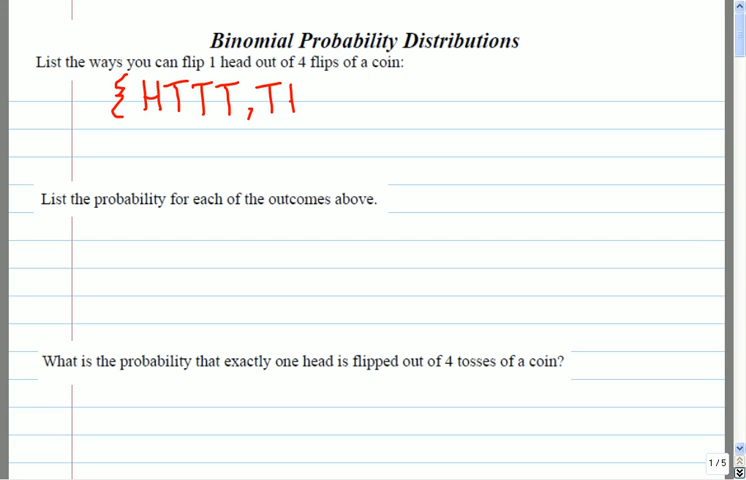 Binomial Probability Distributions
List the ways you can flip 1 head out of 4 flips of a coin:
{ HTTT, T
List the probability for each of the outcomes above.
What is the probability that exactly one head is flipped out of 4 tosses of a coin?
1/5